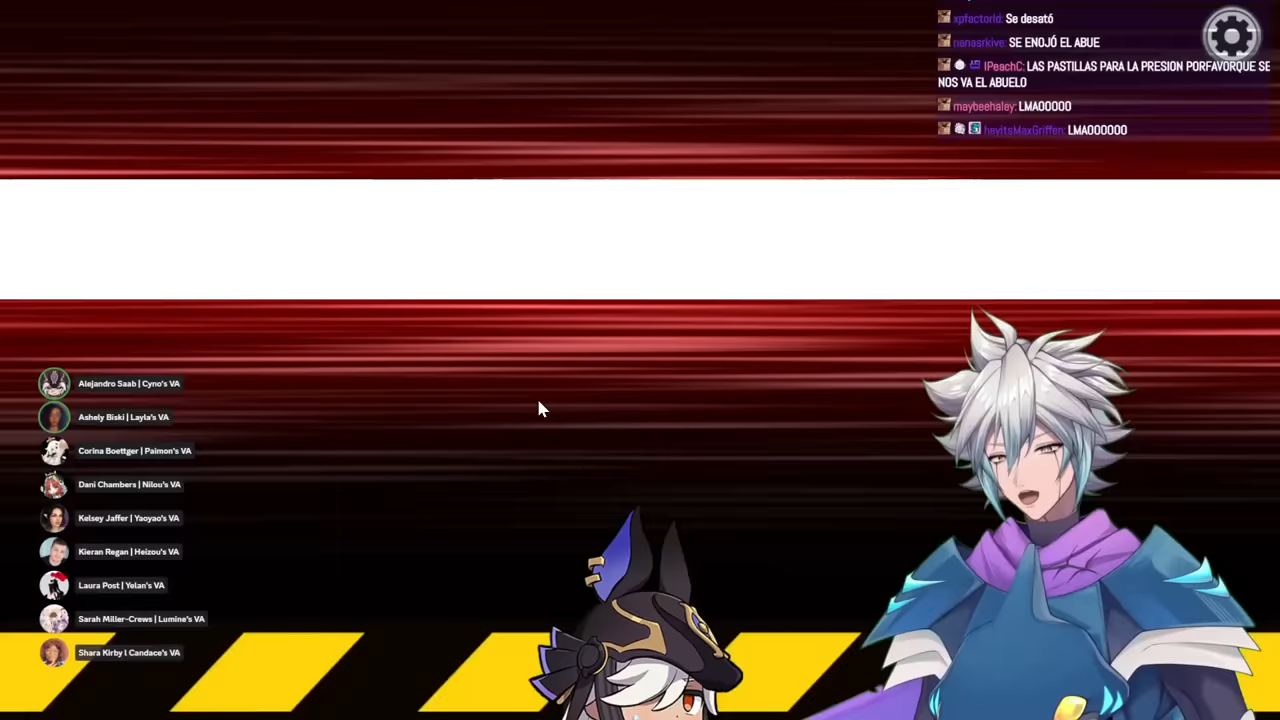 xpfactorld: Se desató
nanasrkive: SE ENOJÓ EL ABUE
IPeachC: LAS PASTILLAS PARA LA PRESION PORFAVORQUE SE
NOS VA EL ABUELO
maybeehaley: LMAOOOOO
heyitsMaxGriffen: LMAOOOOOO
Alejandro Saab | Cyno's VA
Ashely Biski | Layla's VA
Corina Boettger | Paimon's VA
Dani Chambers | Nilou's VA
Kelsey Jaffer | Yaoyao's VA
Kieran Regan | Heizou's VA
Laura Post | Yelan's VA
Sarah Miller-Crews | Lumine's VA
Shara Kirby l Candace's VA